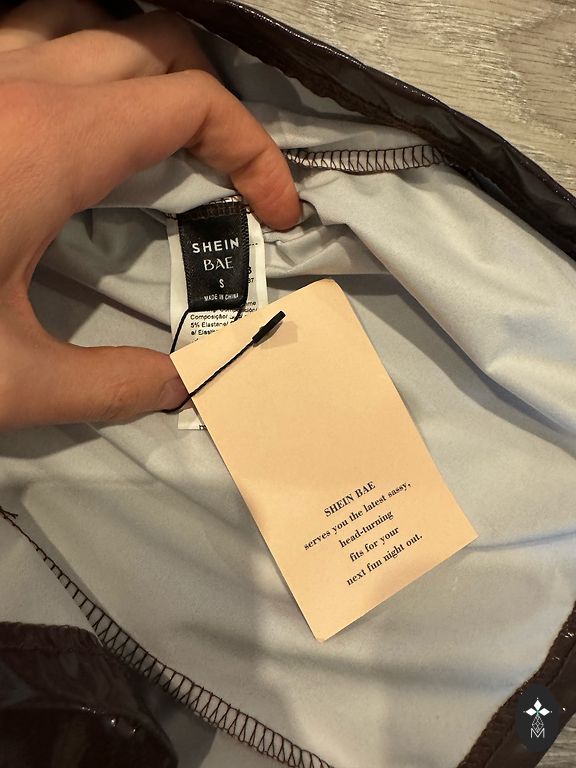 SHEIN
BAE
S
MADE IN CHINA
5% Elastane/
SHEIN BAE
serves you the latest sassy,
head-turning
fits for your
next fun night out.
M